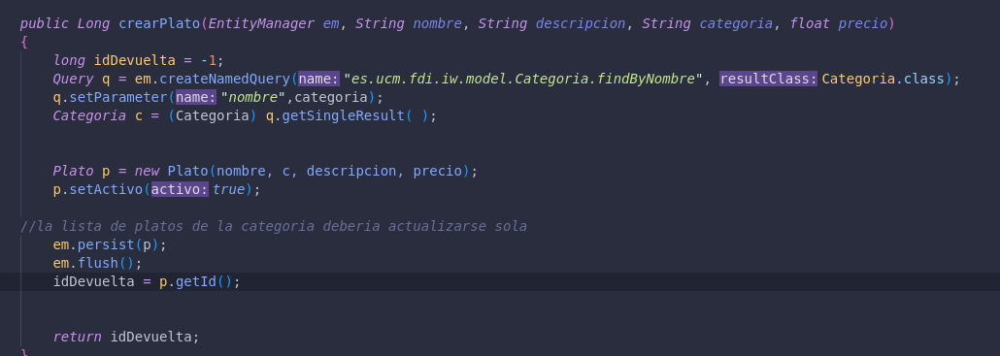 public Long crearPlato(EntityManager em, String nombre, String descripcion, String categoria, float precio)
{
long idDevuelta = -1;
Query q = em.createNamedQuery(name: "es.ucm.fdi.iw.model.Categoria.findByNombre", resultClass: Categoria.class);
q.setParameter(name: "nombre",categoria);
Categoria c = (Categoria) q.getSingleResult( );
Plato p = new Plato(nombre, c, descripcion, precio);
p.setActivo(activo: true);
//la lista de platos de la categoria deberia actualizarse sola
em.persist(p);
em.flush();
idDevuelta = p.getId();
return idDevuelta;
}